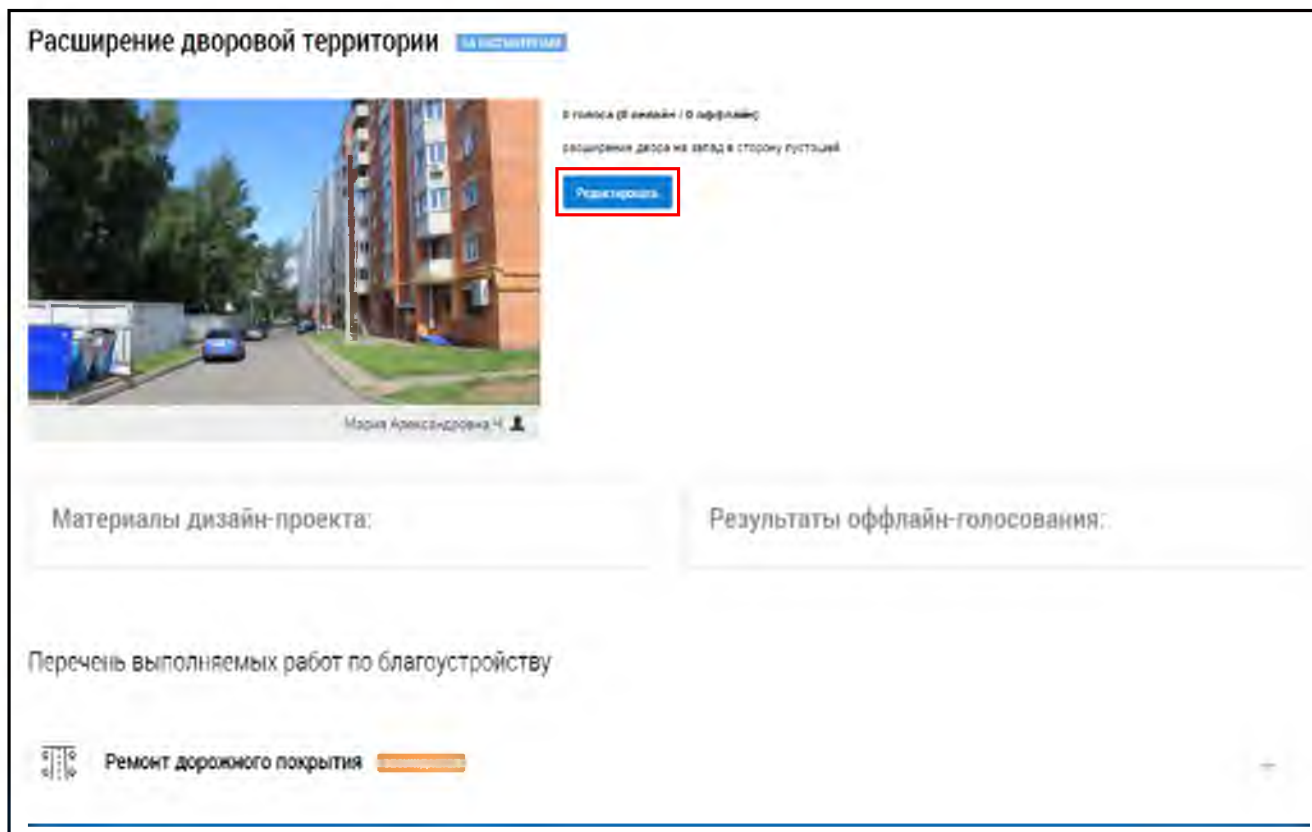 Расширение дворовой территории
0 голоса (0 онлайн / 0 оффлайн)
расширение двора на запад в сторону пустошей
Редактировать
Мария Александровна Ч.
Материалы дизайн-проекта:
Результаты оффлайн-голосования:
Перечень выполняемых работ по благоустройству
Ремонт дорожного покрытия